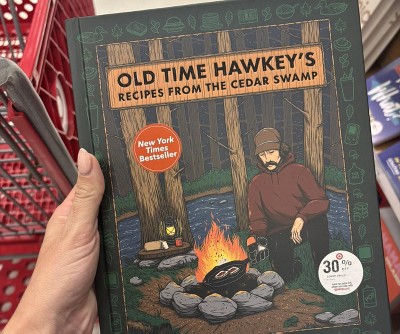 OLD TIME HAWKEY'S
RECIPES FROM THE CEDAR SWAMP
New York
Times
Bestseller
30%